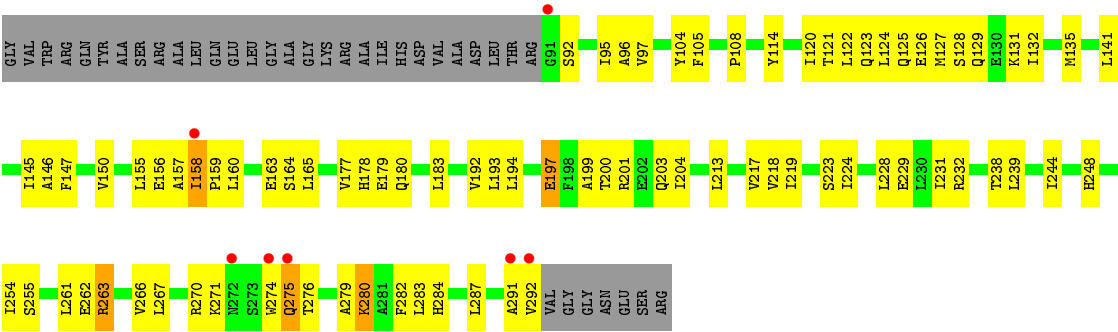 GLY VAL TRP ARG GLN TYR ALA SER ARG ALA LEU GLN GLU LEU GLY ALA GLY LYS ARG ALA ILE HIS ASP VAL ALA ASP LEU THR ARG G91 S92 I95 A96 V97 Y104 F105 P108 Y114 I120 T121 L122 Q123 L124 Q125 E126 M127 S128 Q129 E130 K131 I132 M135 L141
I145 A146 F147 V150 L155 E156 A157 I158 P159 L160 E163 S164 L165 V177 H178 E179 Q180 L183 V192 L193 L194 E197 F198 A199 T200 R201 E202 Q203 I204 L213 V217 V218 I219 S223 I224 L228 E229 L230 I231 R232 T238 L239 I244 H248
I254 S255 L261 E262 R263 V266 L267 R270 K271 N272 S273 W274 Q275 T276 A279 K280 A281 F282 L283 H284 L287 A291 V292 VAL GLY GLY ASN GLU SER ARG